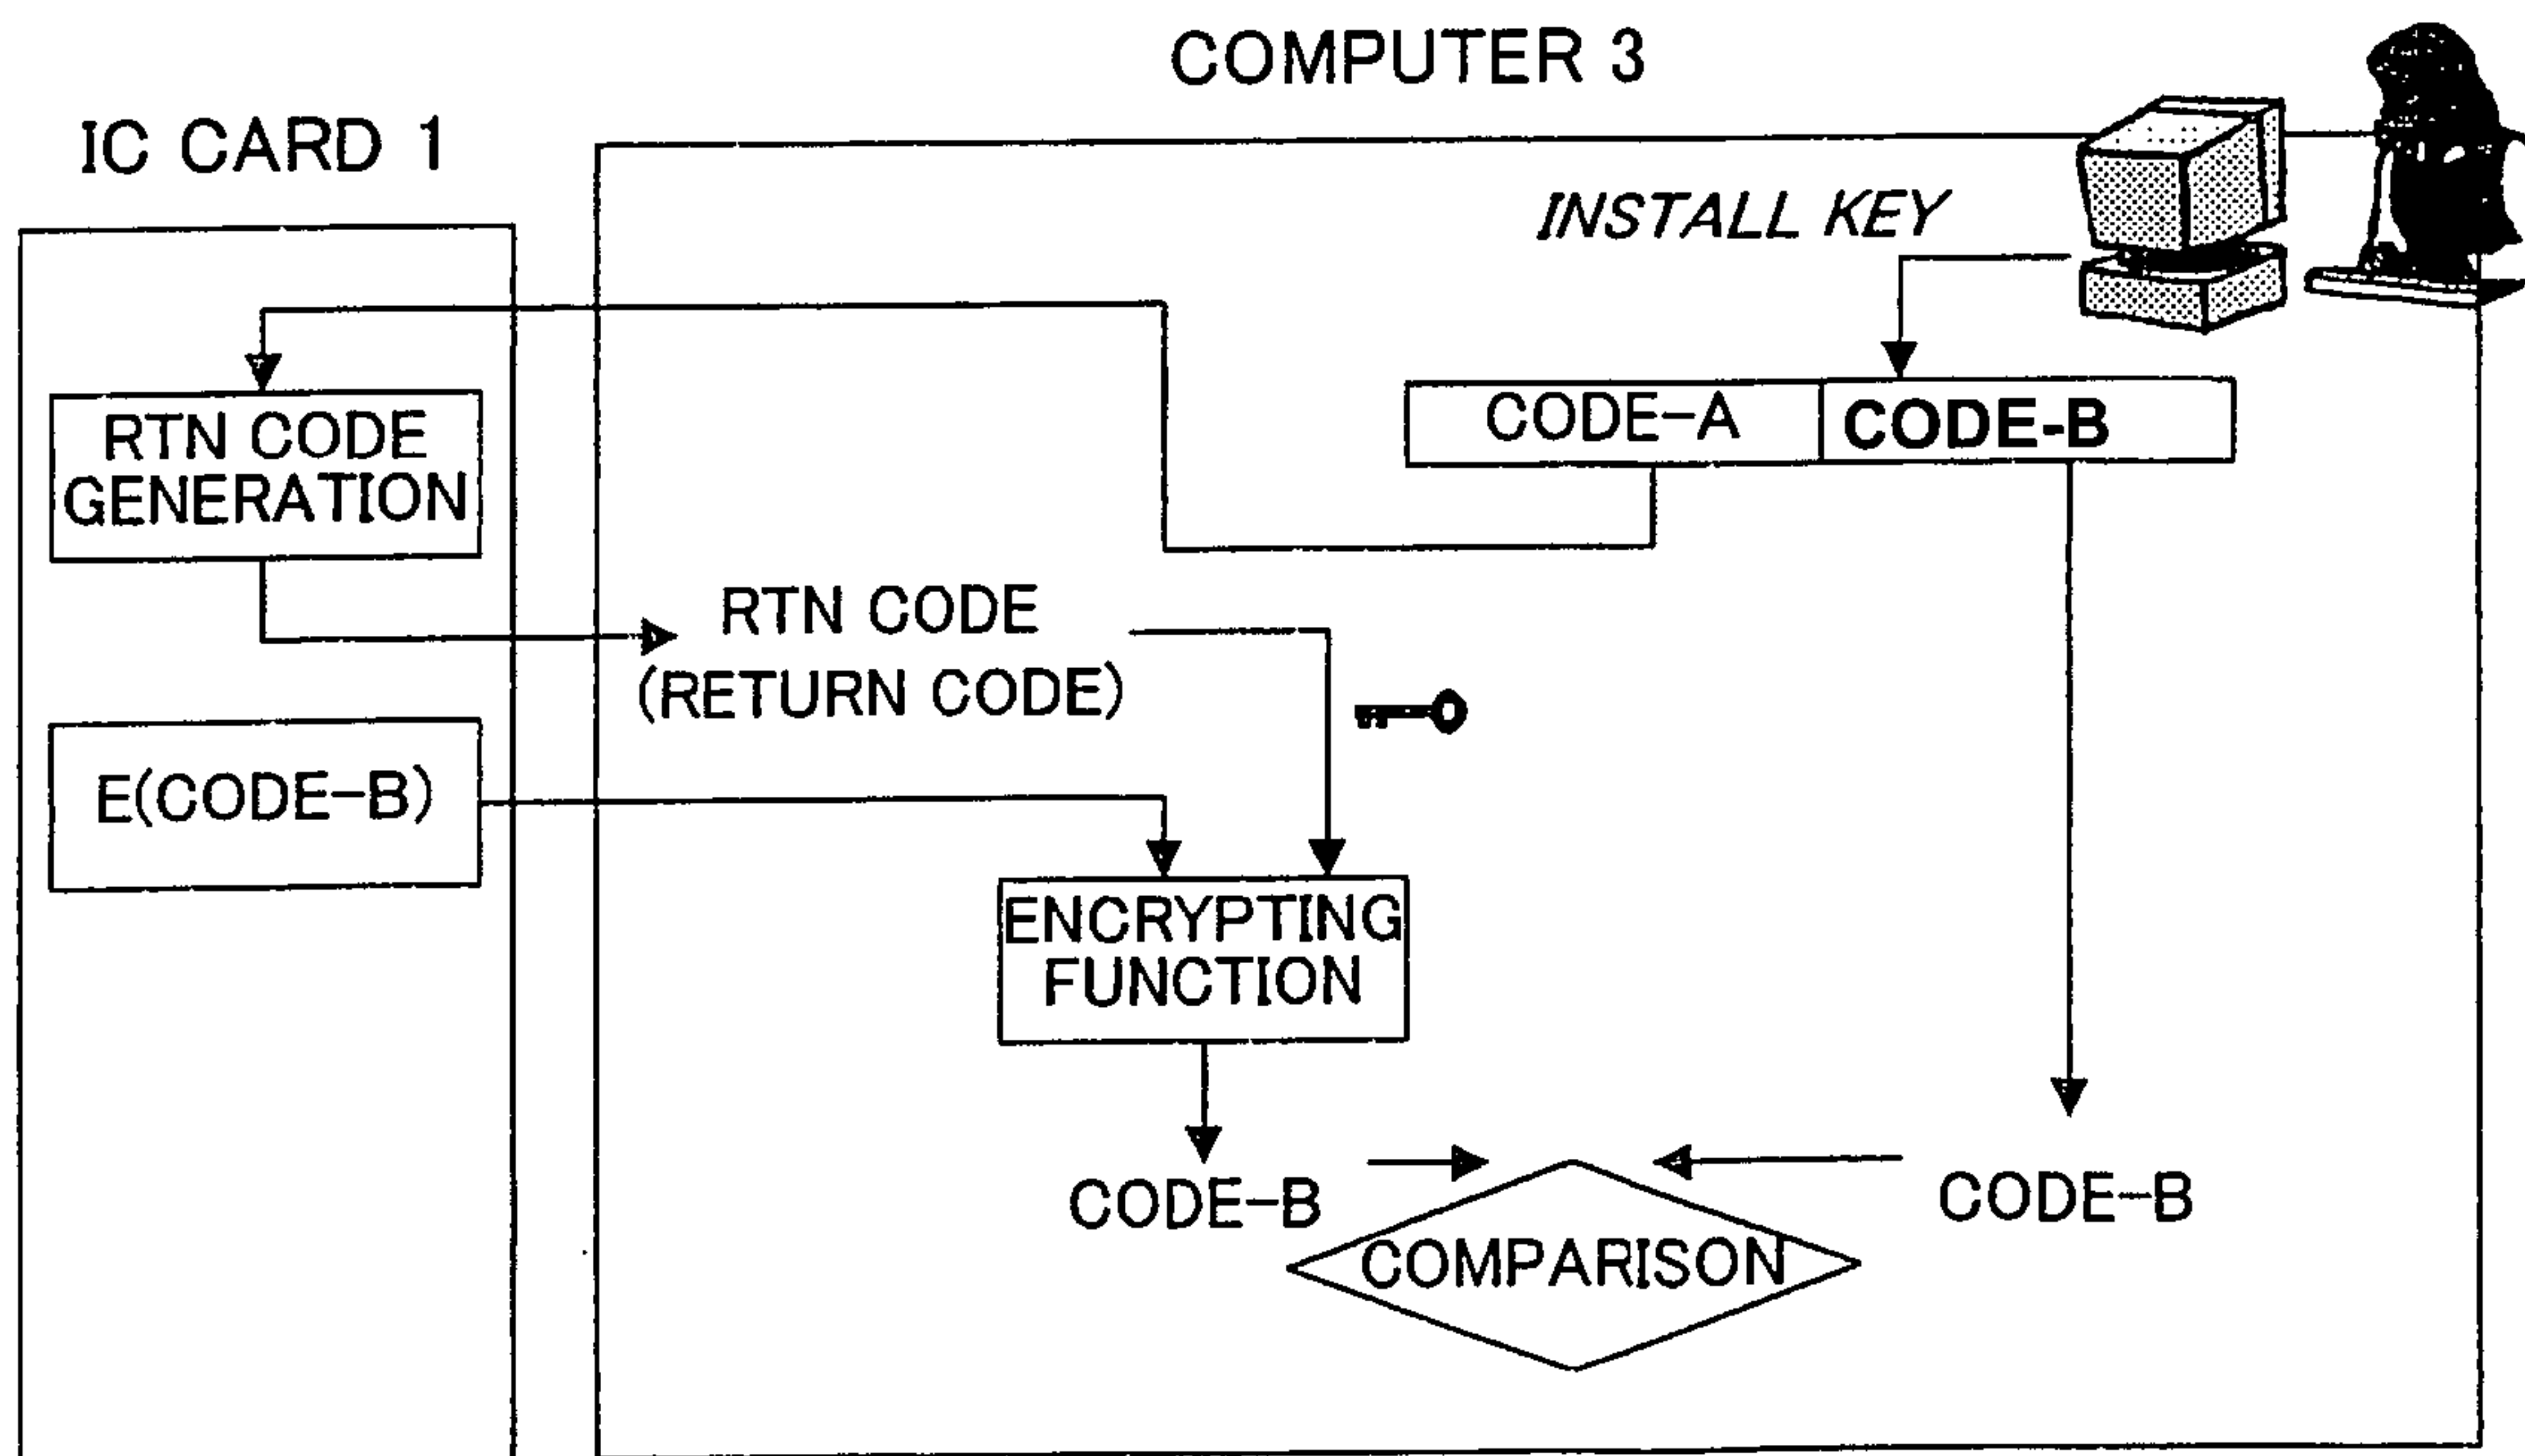 COMPUTER 3
IC CARD 1
INSTALL KEY
CODE-A
CODE-B
RTN CODE
GENERATION
RTN CODE
(RETURN CODE)
E(CODE-B)
ENCRYPTING
FUNCTION
CODE-B
CODE-B
COMPARISON